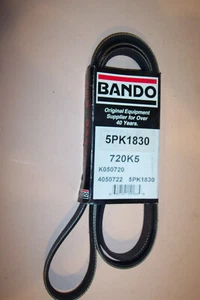 BANDO
Original Equipment
Supplier for Over
40 Years.
5PK1830
720K5
K050720
4050722 5PK1830